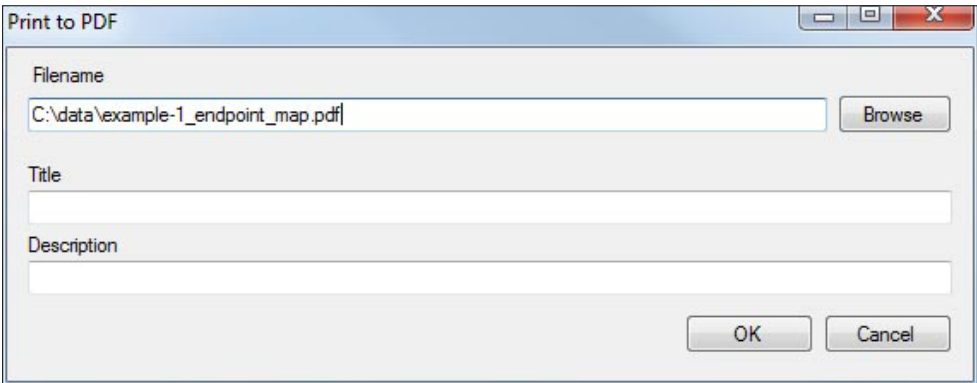 Print to PDF
Filename
C:\data\example-1_endpoint_map.pdf
Browse
Title
Description
OK
Cancel